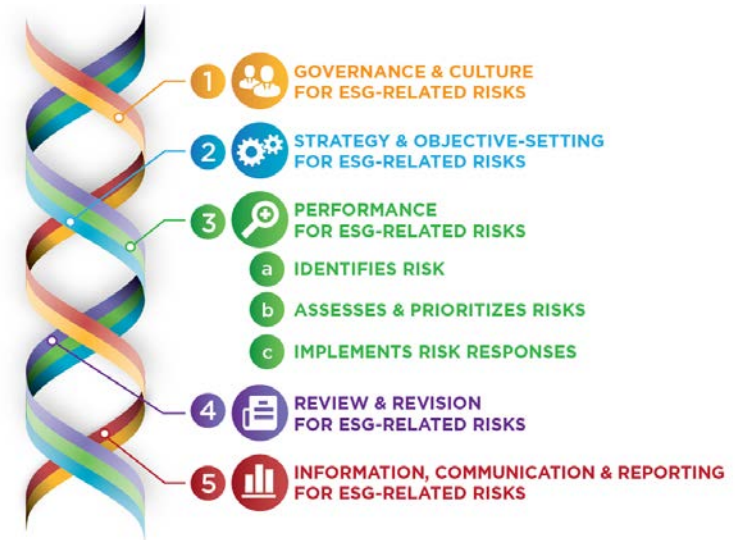 1 GOVERNANCE & CULTURE
FOR ESG-RELATED RISKS
2 STRATEGY & OBJECTIVE-SETTING
FOR ESG-RELATED RISKS
3 PERFORMANCE
FOR ESG-RELATED RISKS
a IDENTIFIES RISK
b ASSESSES & PRIORITIZES RISKS
c IMPLEMENTS RISK RESPONSES
4 REVIEW & REVISION
FOR ESG-RELATED RISKS
5 INFORMATION, COMMUNICATION & REPORTING
FOR ESG-RELATED RISKS